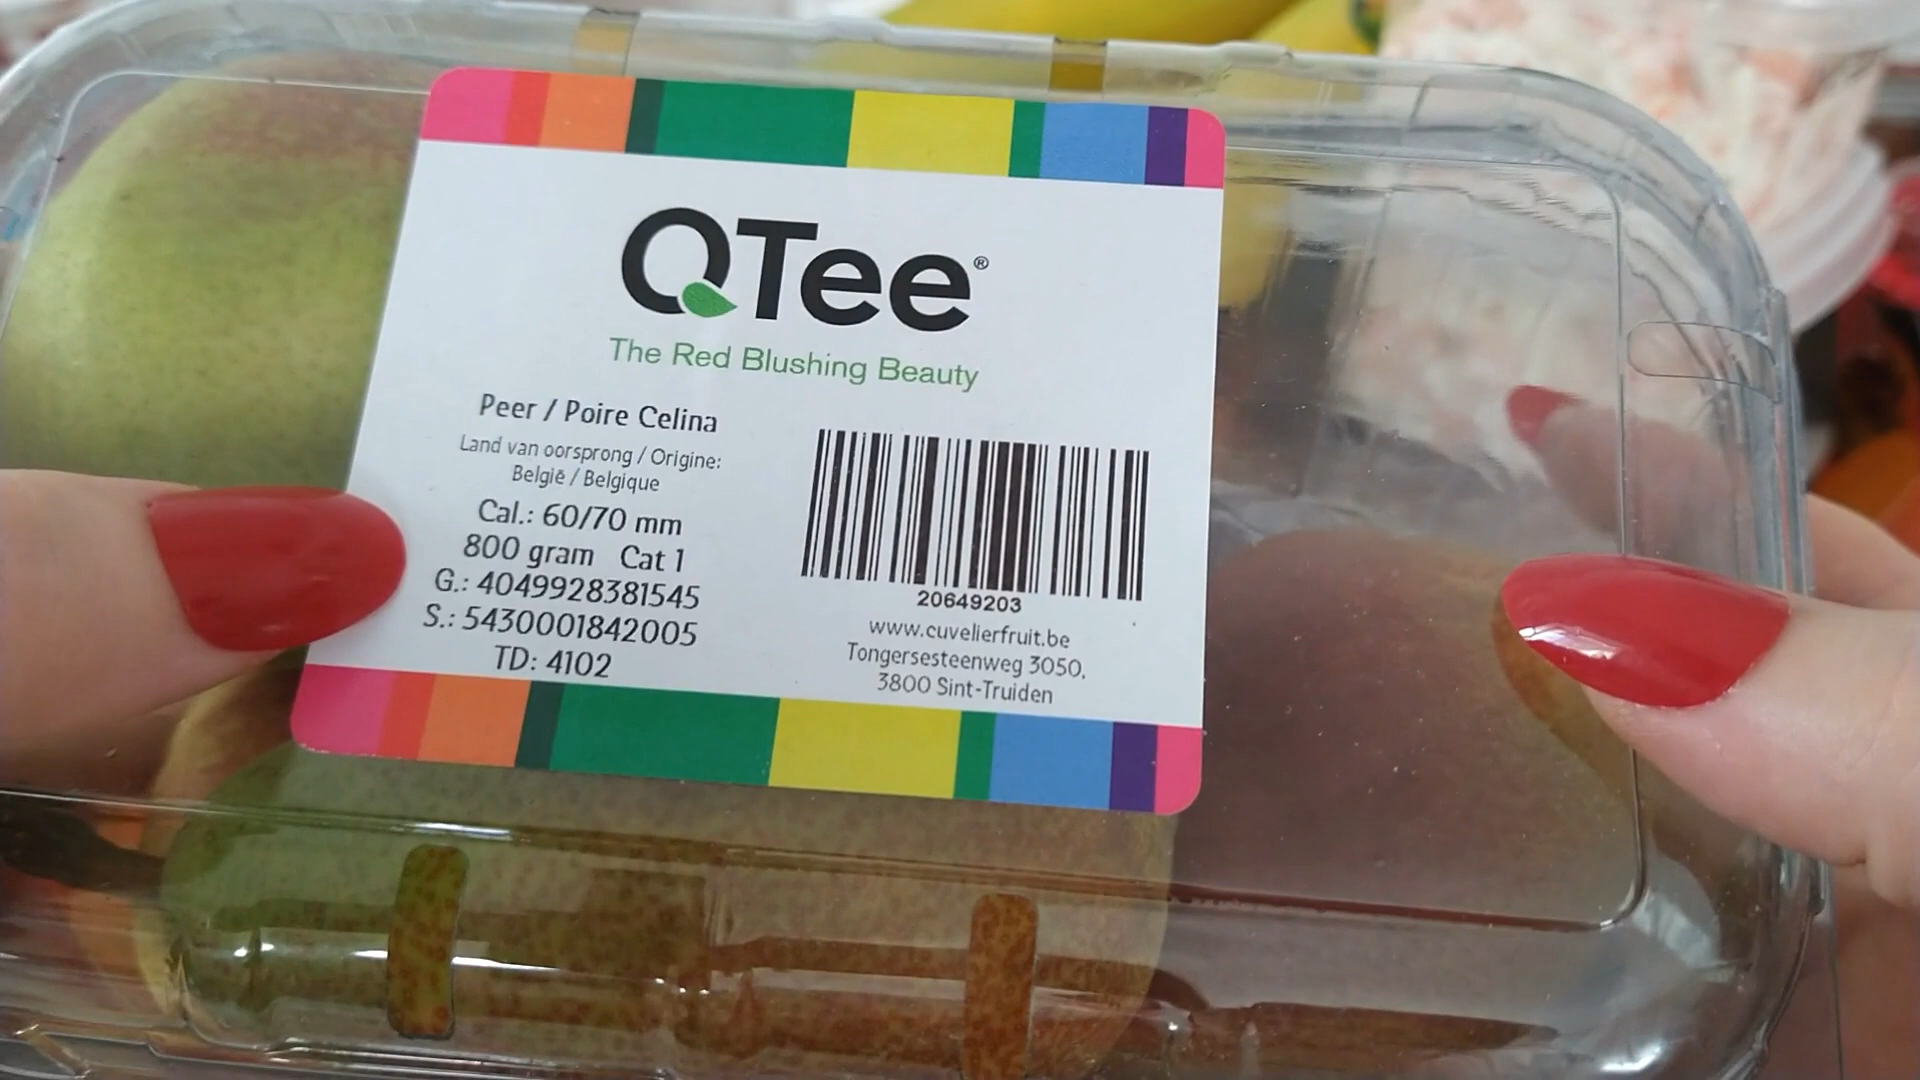 QTee®
The Red Blushing Beauty
Peer / Poire Celina
Land van oorsprong / Origine:
België / Belgique
Cal.: 60/70 mm
800 gram Cat 1
G.: 4049928381545
S.: 5430001842005
TD: 4102
20649203
www.cuvelierfruit.be
Tongersesteenweg 3050,
3800 Sint-Truiden